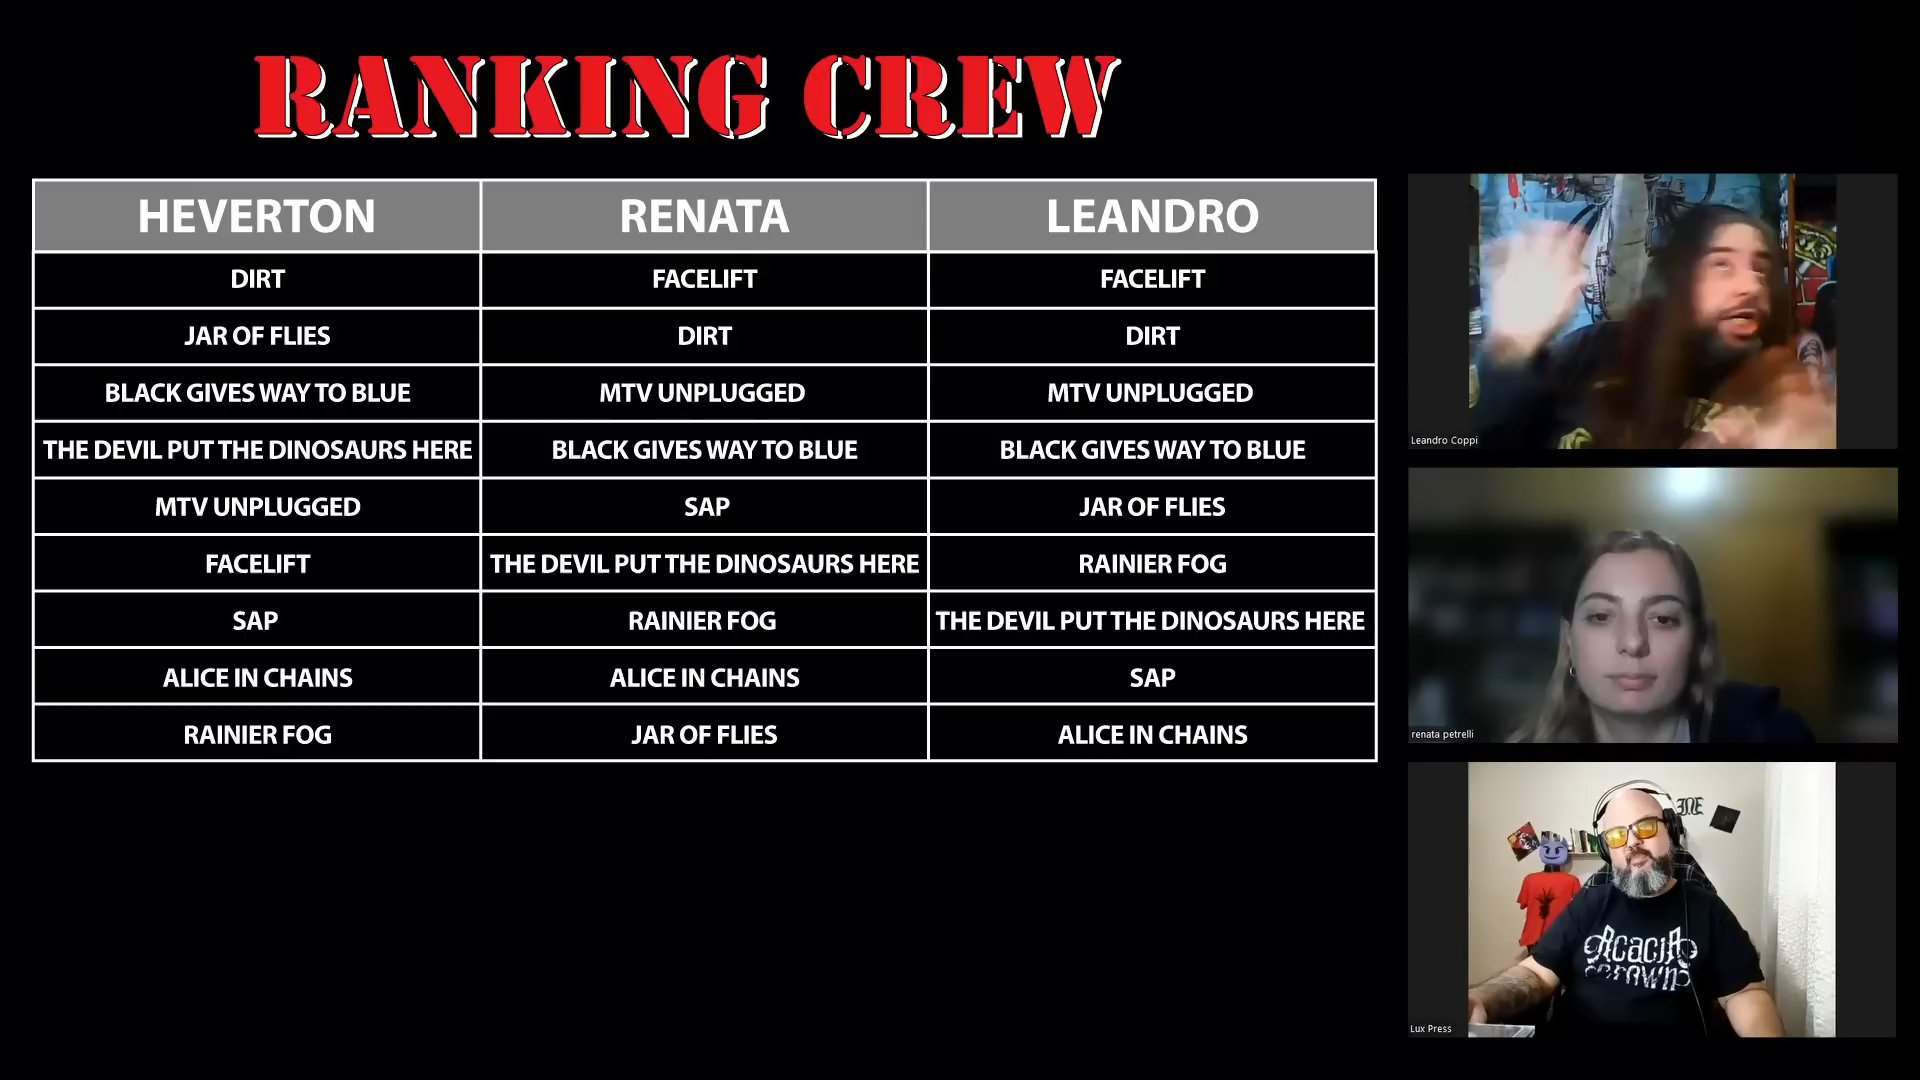 RANKING CREW
HEVERTON RENATA LEANDRO
DIRT FACELIFT FACELIFT
JAR OF FLIES DIRT DIRT
BLACK GIVES WAY TO BLUE MTV UNPLUGGED MTV UNPLUGGED
THE DEVIL PUT THE DINOSAURS HERE BLACK GIVES WAY TO BLUE BLACK GIVES WAY TO BLUE
MTV UNPLUGGED SAP JAR OF FLIES
FACELIFT THE DEVIL PUT THE DINOSAURS HERE RAINIER FOG
SAP RAINIER FOG THE DEVIL PUT THE DINOSAURS HERE
ALICE IN CHAINS ALICE IN CHAINS SAP
RAINIER FOG JAR OF FLIES ALICE IN CHAINS
Leandro Coppi
renata petrelli
Acacia
Lux Press